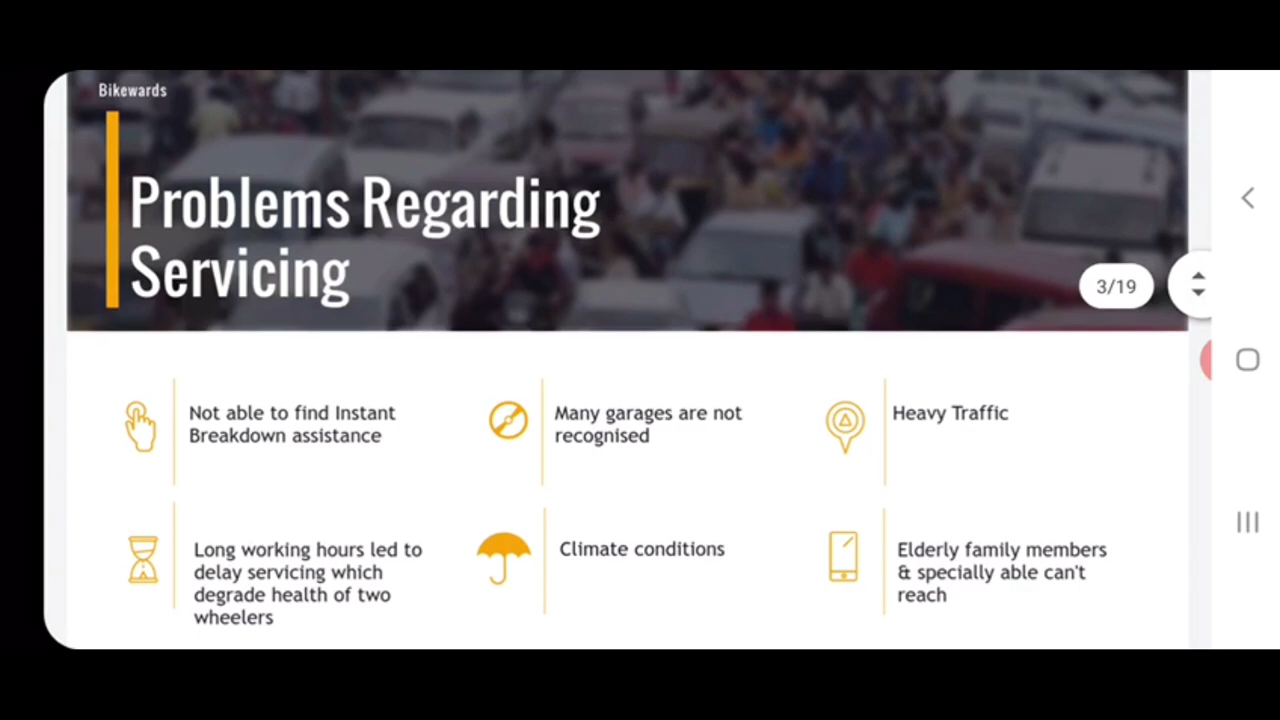 Bikewards
Problems Regarding
Servicing
3/19
Not able to find Instant
Breakdown assistance
Many garages are not
recognised
Heavy Traffic
Long working hours led to
delay servicing which
degrade health of two
wheelers
Climate conditions
Elderly family members
& specially able can't
reach